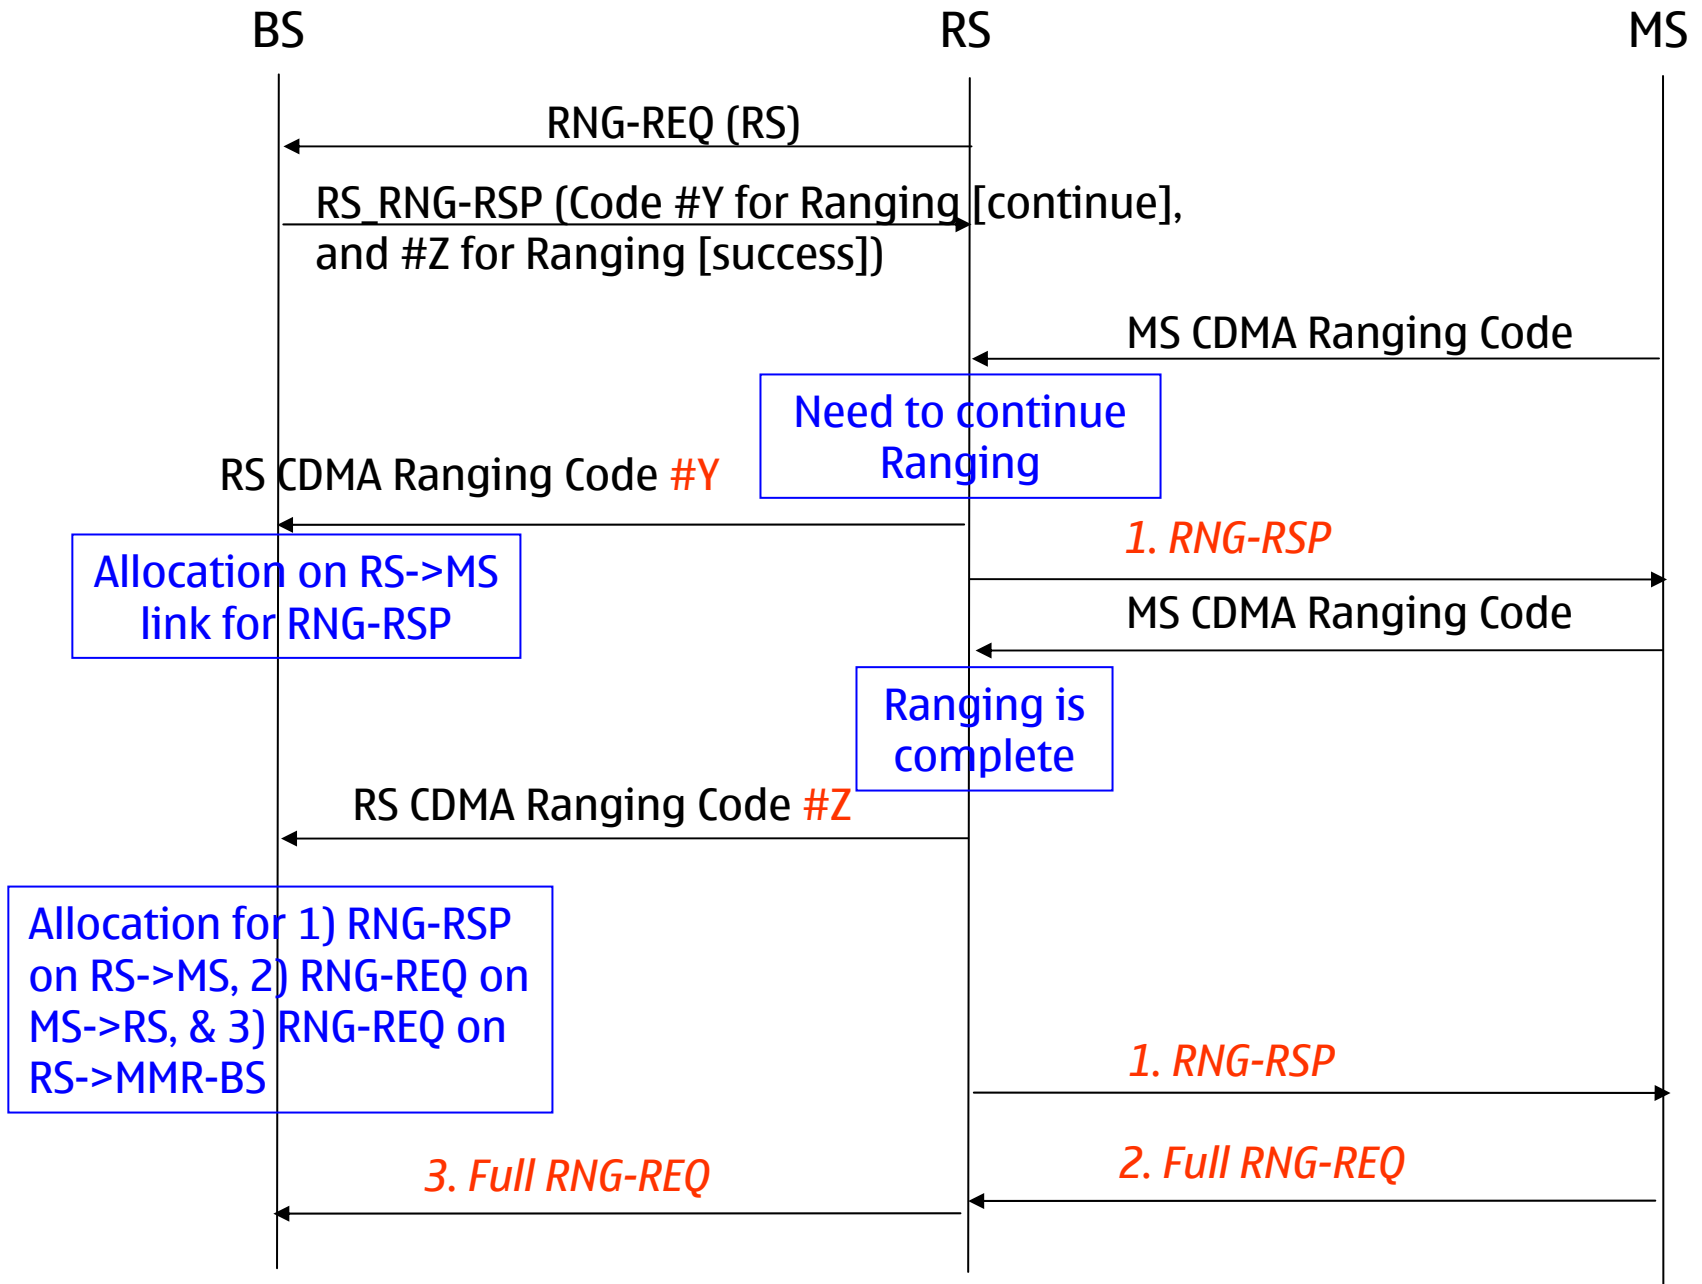 BS
RS
MS
RNG-REQ (RS)
RS_RNG-RSP (Code #Y for Ranging [continue],
and #Z for Ranging [success])
MS CDMA Ranging Code
Need to continue
Ranging
RS CDMA Ranging Code #Y
1. RNG-RSP
Allocation on RS->MS
link for RNG-RSP
MS CDMA Ranging Code
Ranging is
complete
RS CDMA Ranging Code #Z
Allocation for 1) RNG-RSP
on RS->MS, 2) RNG-REQ on
MS->RS, & 3) RNG-REQ on
RS->MMR-BS
1. RNG-RSP
2. Full RNG-REQ
3. Full RNG-REQ